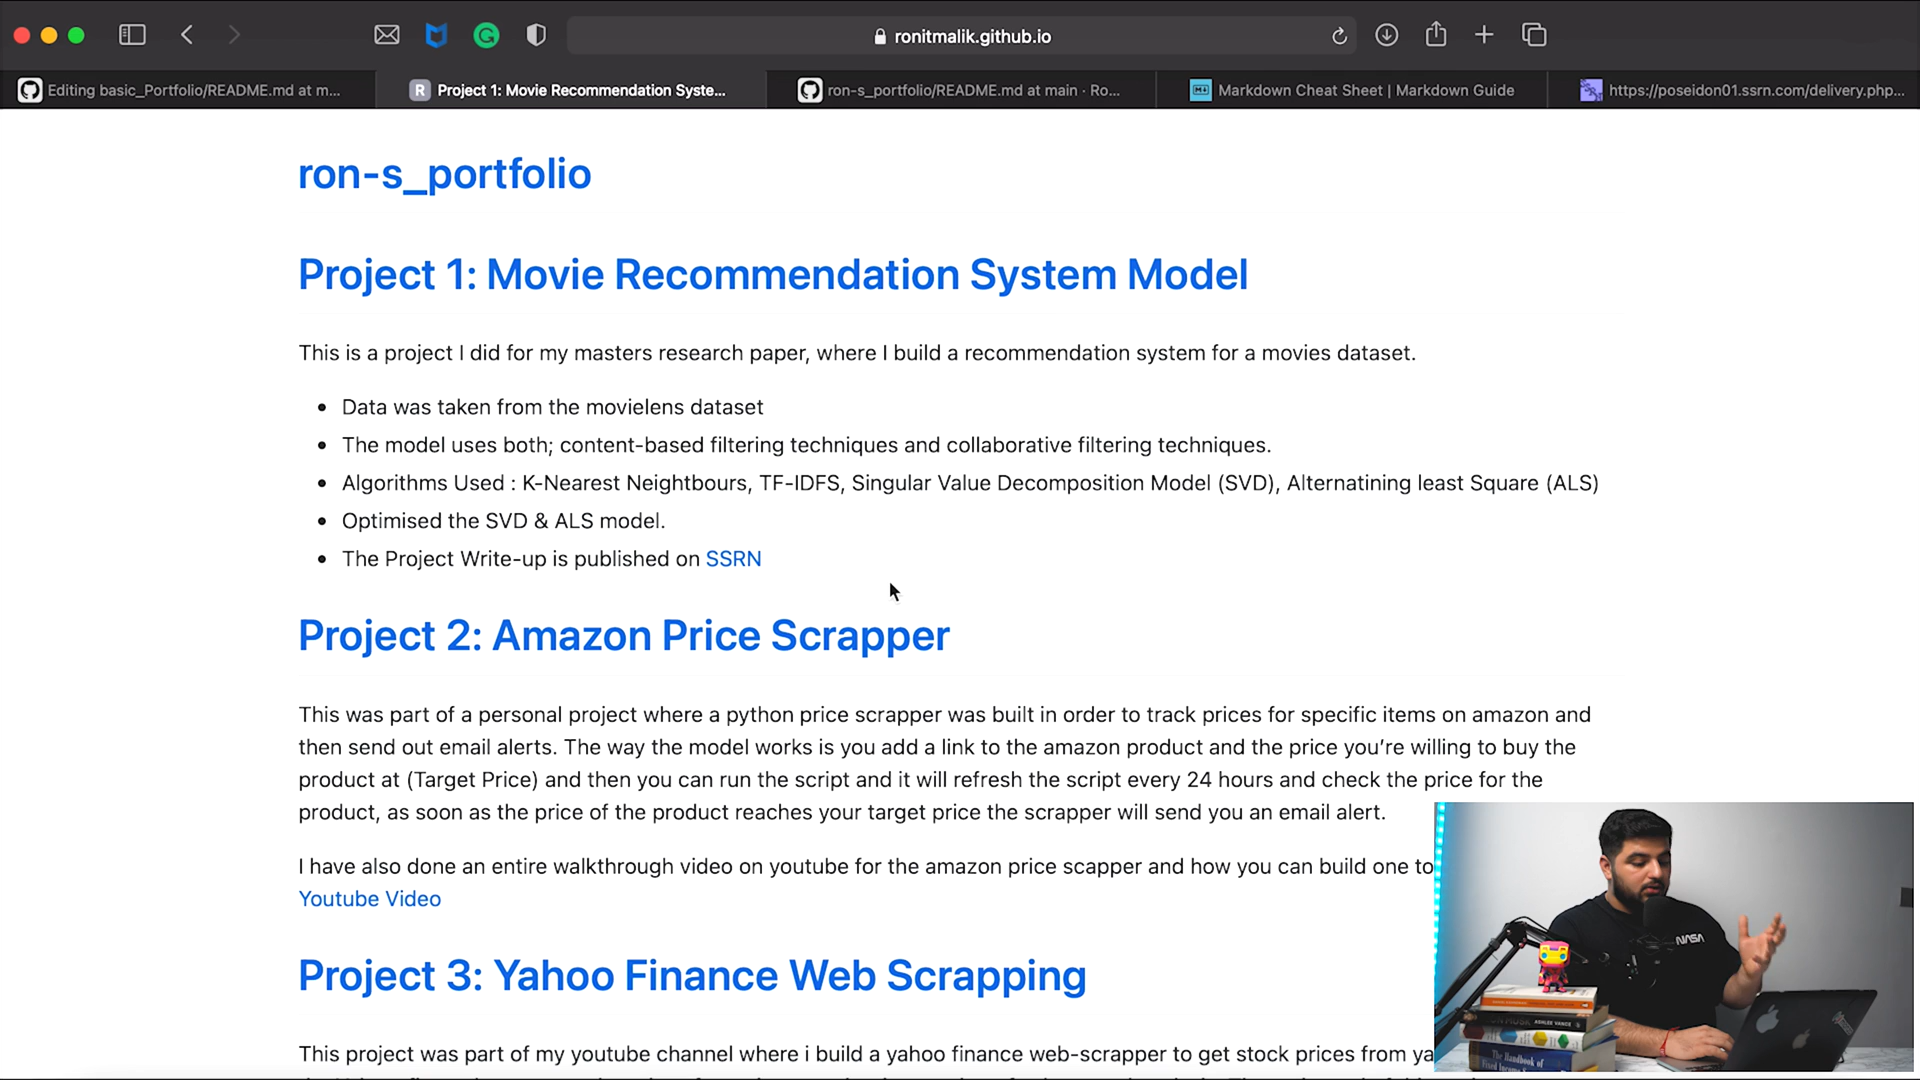 ronitmalik.github.io
Editing basic_Portfolio/README.md at m...
R Project 1: Movie Recommendation Syste...
ron-s_portfolio/README.md at main · Ro...
Markdown Cheat Sheet | Markdown Guide
https://poseidon01.ssrn.com/delivery.php...
ron-s_portfolio
Project 1: Movie Recommendation System Model
This is a project I did for my masters research paper, where I build a recommendation system for a movies dataset.
• Data was taken from the movielens dataset
• The model uses both; content-based filtering techniques and collaborative filtering techniques.
• Algorithms Used : K-Nearest Neighbours, TF-IDFS, Singular Value Decomposition Model (SVD), Alternatining least Square (ALS)
• Optimised the SVD & ALS model.
• The Project Write-up is published on SSRN
Project 2: Amazon Price Scrapper
This was part of a personal project where a python price scrapper was built in order to track prices for specific items on amazon and
then send out email alerts. The way the model works is you add a link to the amazon product and the price you’re willing to buy the
product at (Target Price) and then you can run the script and it will refresh the script every 24 hours and check the price for the
product, as soon as the price of the product reaches your target price the scrapper will send you an email alert.
I have also done an entire walkthrough video on youtube for the amazon price scapper and how you can build one to
Youtube Video
Project 3: Yahoo Finance Web Scrapping
This project was part of my youtube channel where i build a yahoo finance web-scrapper to get stock prices from ya
NASA
ASHLEE VANCE
The Handbook of